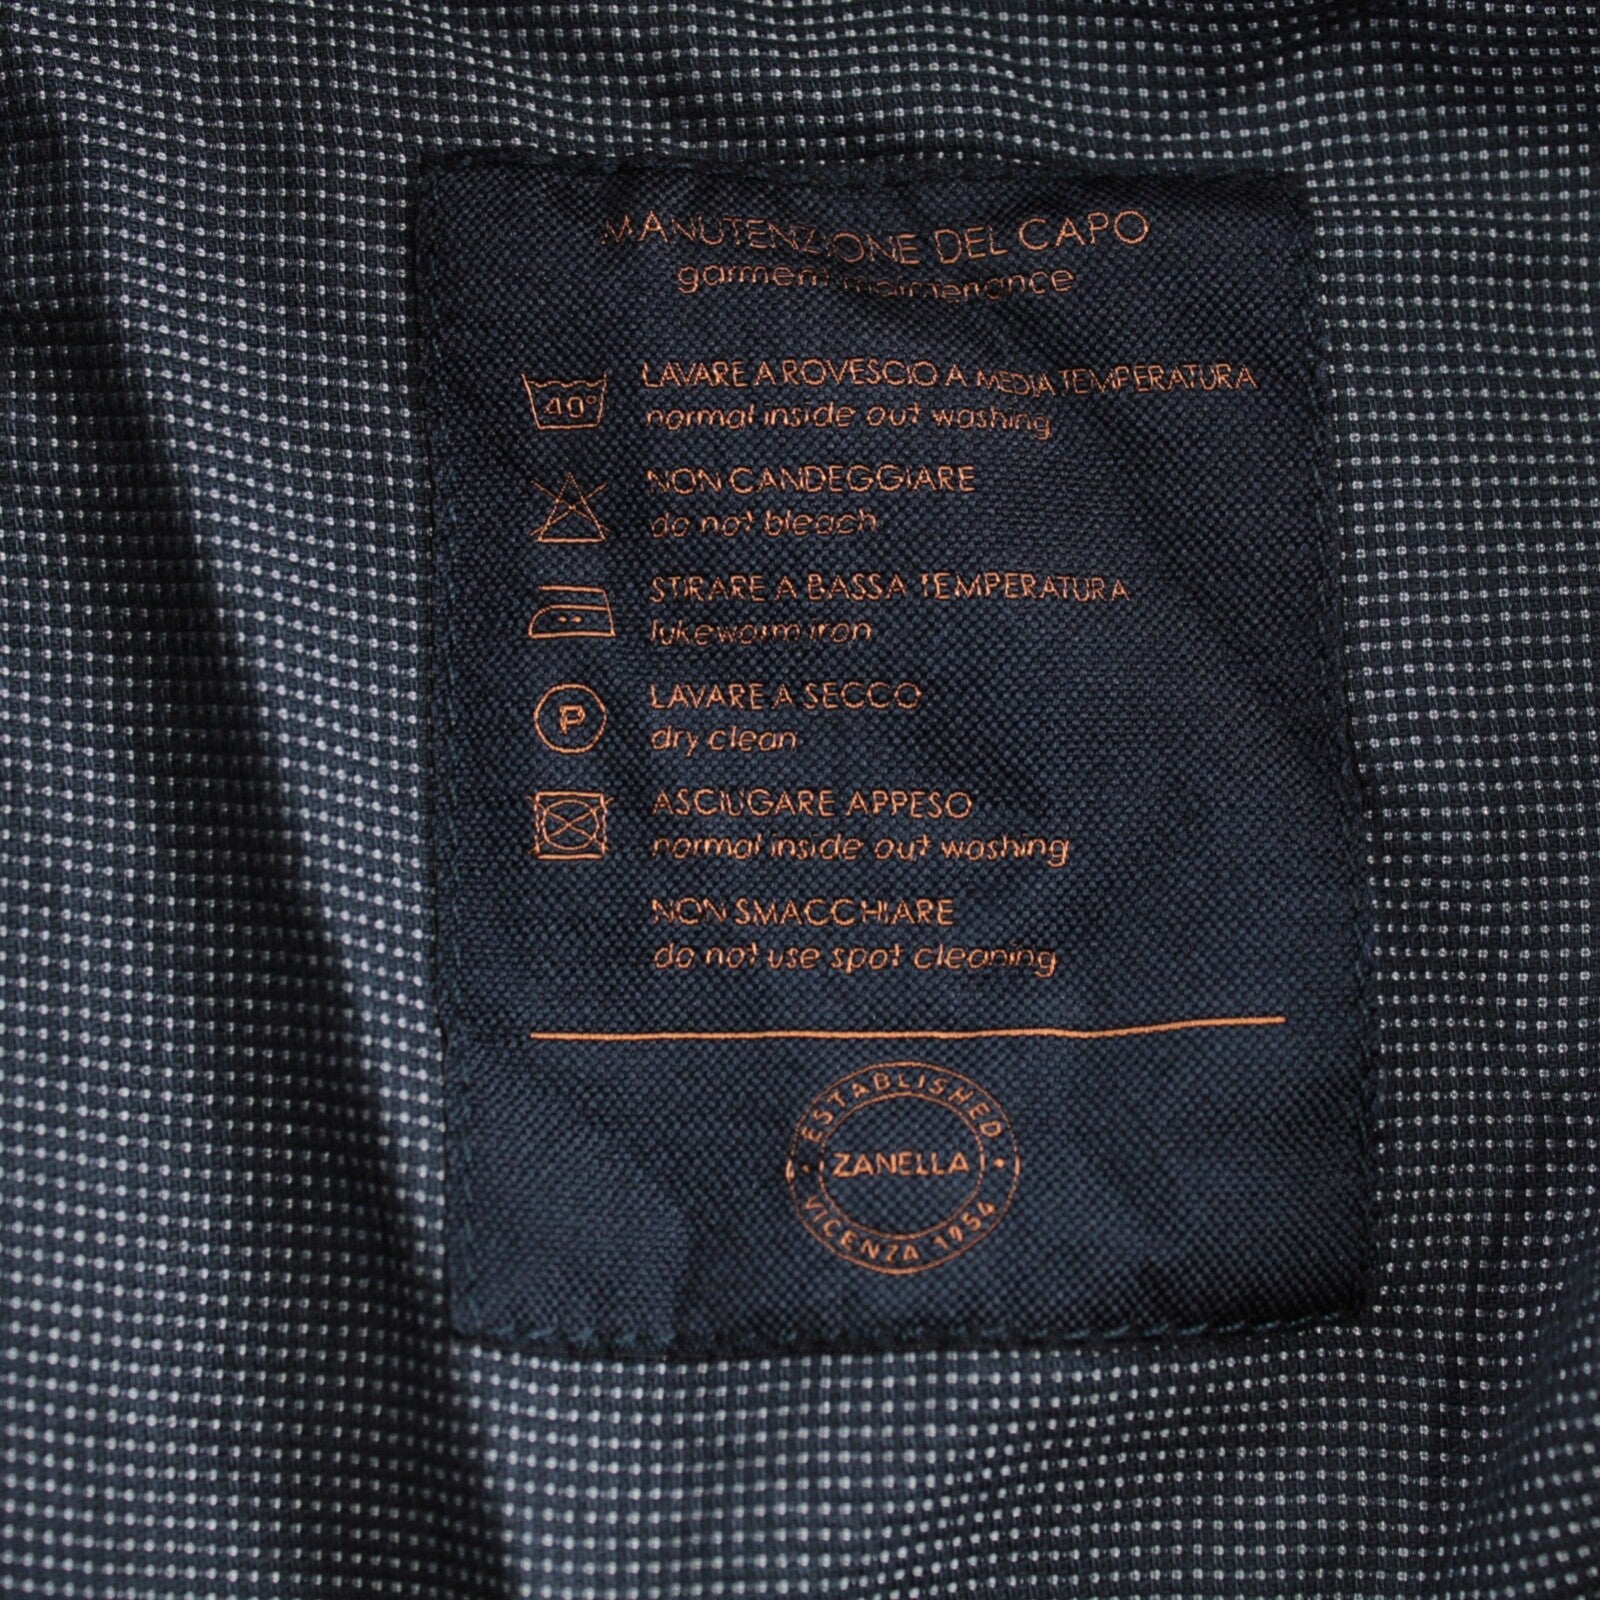 MANUTENZIONE DEL CAPO
garment maintenance
40°
LAVARE A ROVESCIO A MEDIA TEMPERATURA
normal inside out washing
NON CANDEGGIARE
do not bleach
STIRARE A BASSA TEMPERATURA
lukewarm iron
P
LAVARE A SECCO
dry clean
ASCIUGARE APPESO
normal inside out washing
NON SMACCHIARE
do not use spot cleaning
ESTABLISHED
ZANELLA
VICENZA 1954